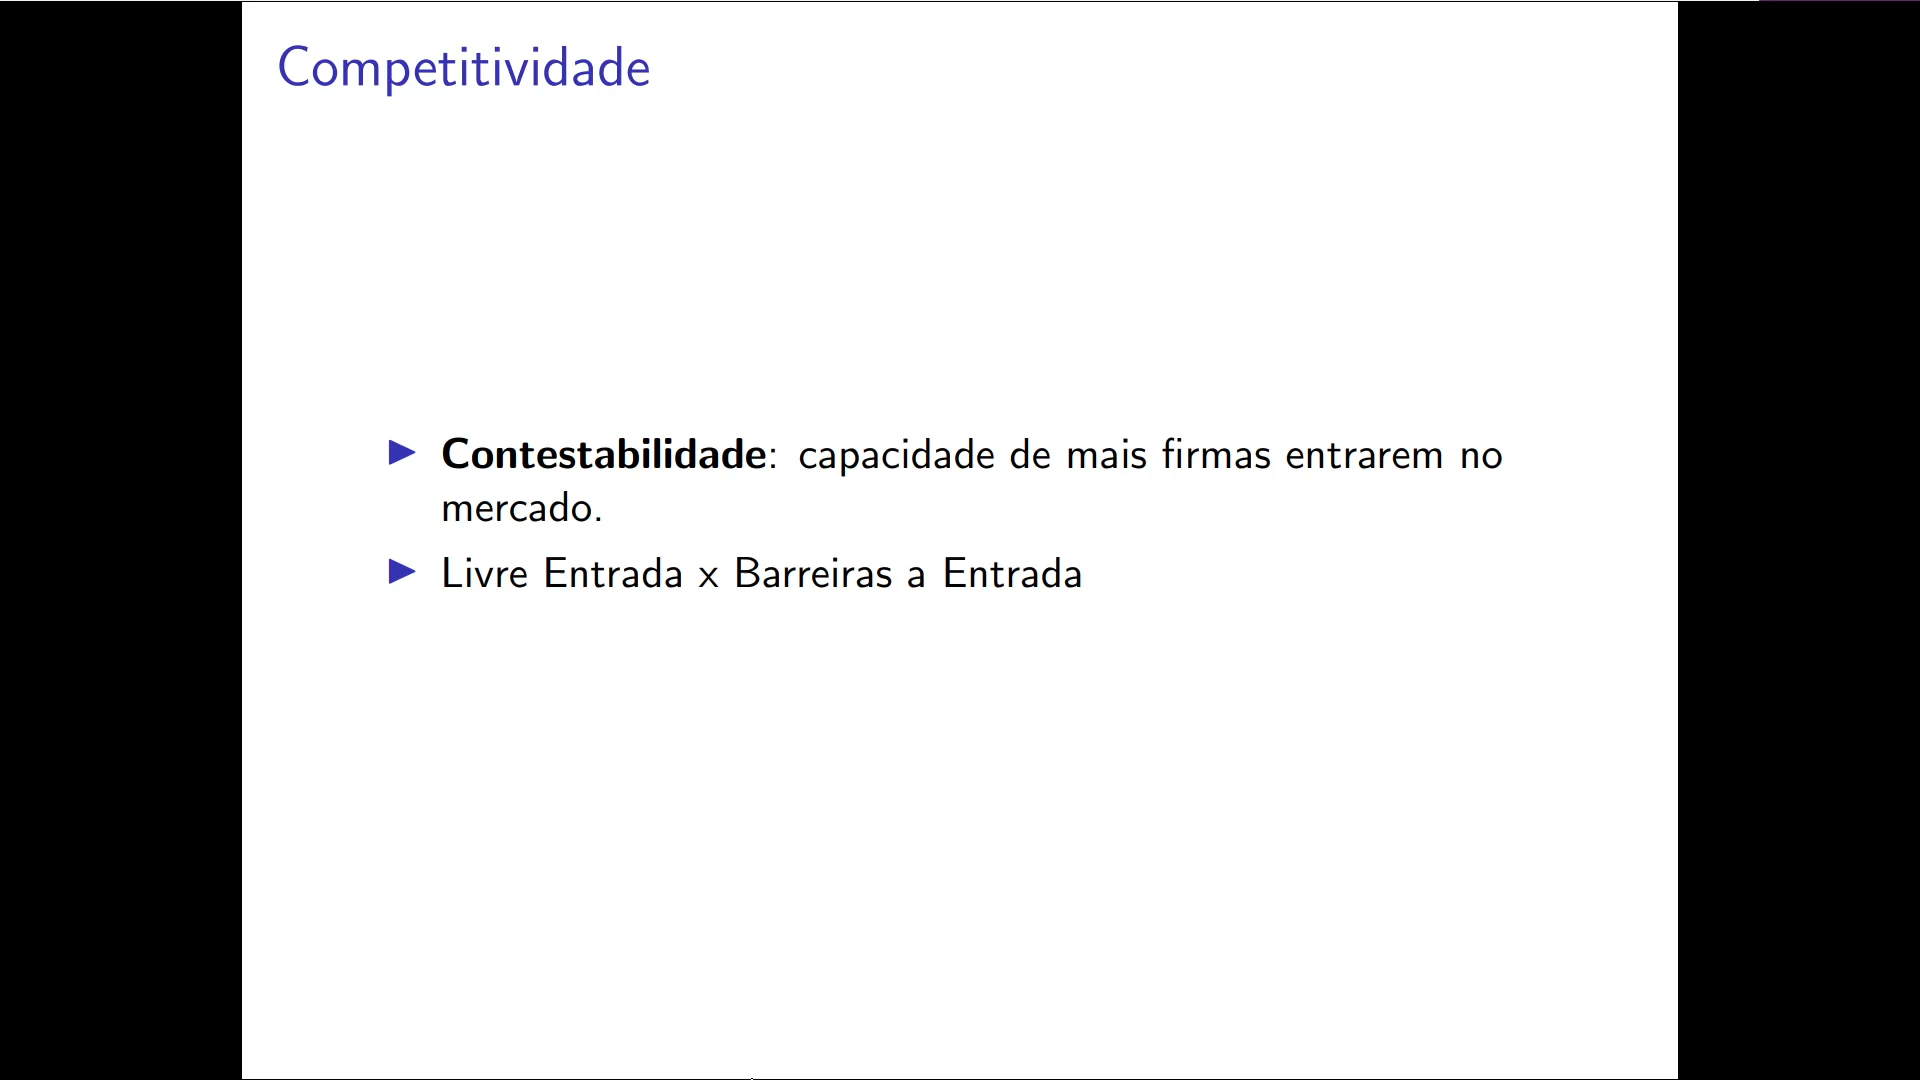 Competitividade
▶ Contestabilidade: capacidade de mais firmas entrarem no
mercado.
▶ Livre Entrada x Barreiras a Entrada